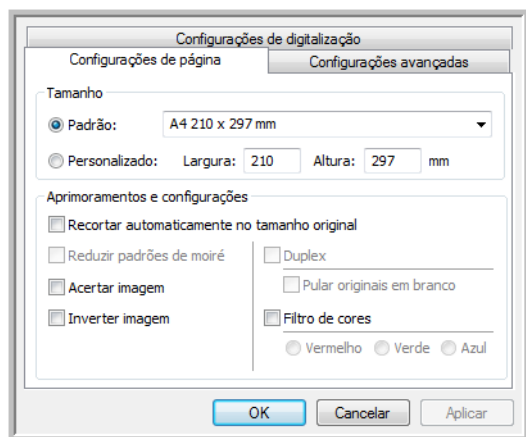 Configurações de digitalização
Configurações de página Configurações avançadas
Tamanho
Padrão: A4 210 x 297 mm
Personalizado: Largura: 210 Altura: 297 mm
Aprimoramentos e configurações
Recortar automaticamente no tamanho original
Reduzir padrões de moiré Duplex
Acertar imagem Pular originais em branco
Inverter imagem Filtro de cores
Vermelho Verde Azul
OK Cancelar Aplicar